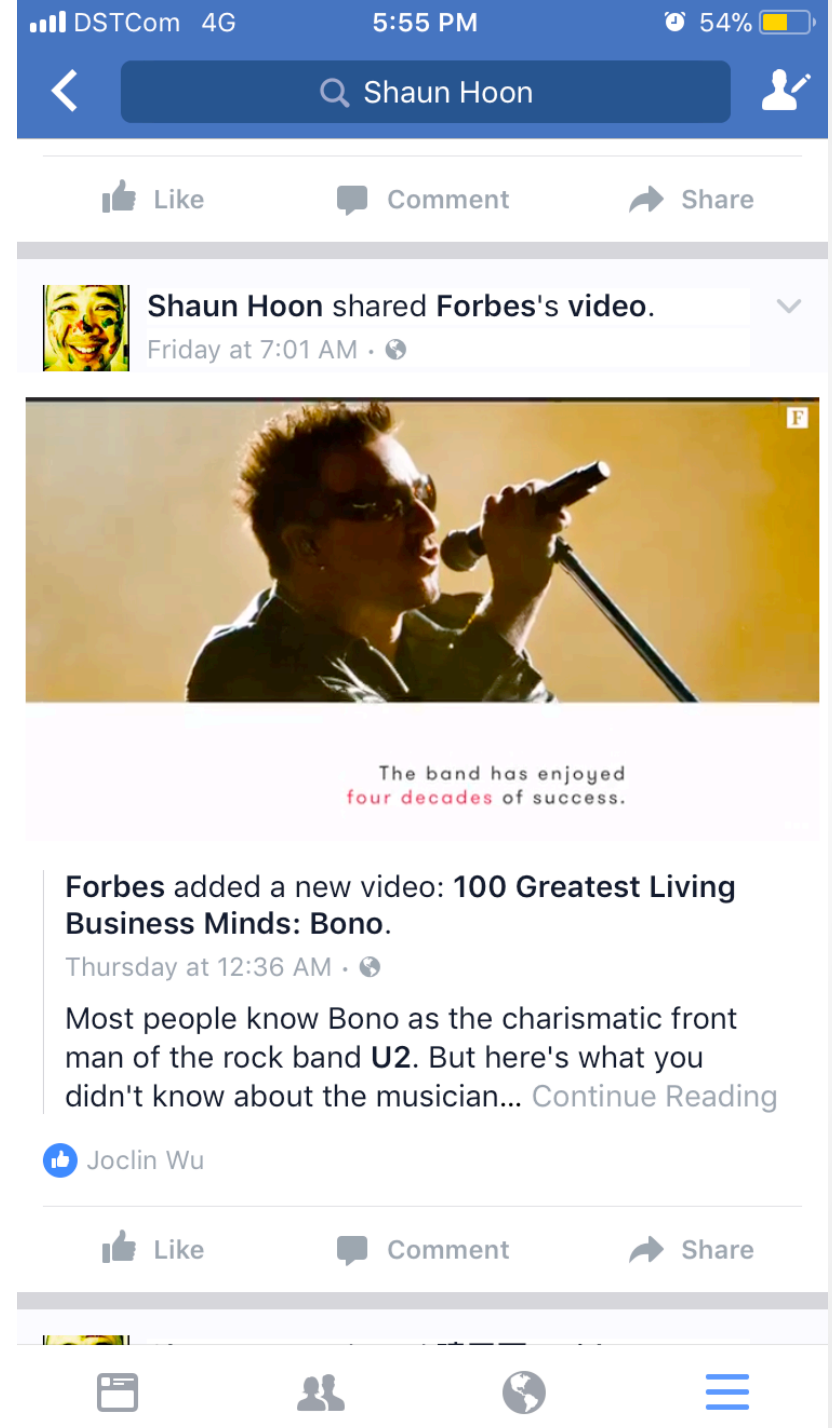 DSTCom 4G 5:55 PM 54%
Shaun Hoon
Like Comment Share
Shaun Hoon shared Forbes's video.
Friday at 7:01 AM ·
F
The band has enjoyed
four decades of success.
Forbes added a new video: 100 Greatest Living
Business Minds: Bono.
Thursday at 12:36 AM ·
Most people know Bono as the charismatic front
man of the rock band U2. But here's what you
didn't know about the musician... Continue Reading
Joclin Wu
Like Comment Share